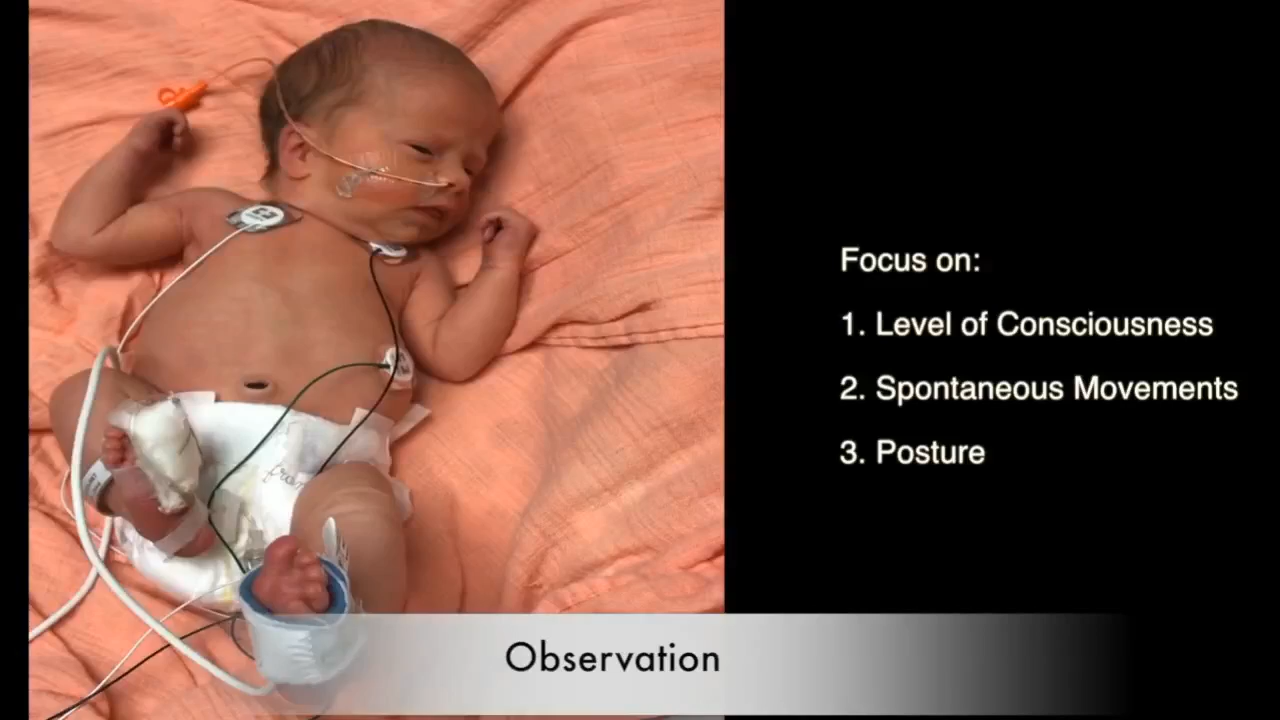 Focus on:
1. Level of Consciousness
2. Spontaneous Movements
3. Posture
Observation